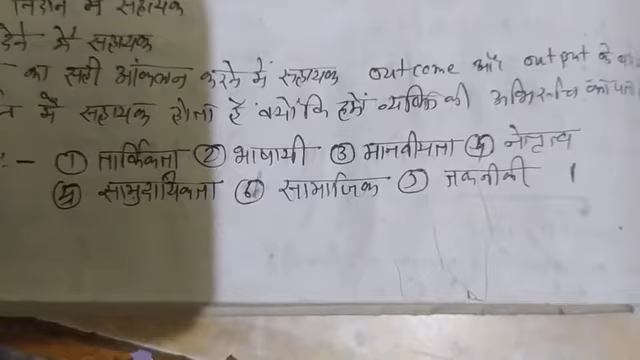 निदान में सहायक
देने में सहायक
का सही आंकलन करने में सहायक outcome और output के
में सहायक होता है क्योंकि हमें व्यक्ति की अभिरूचि का पता
:- ① तार्किकता ② भाषायी ③ मानवीयता ④ नेतृत्व
⑤ सामुदायिकता ⑥ सामाजिक ⑦ तकनीकी ।